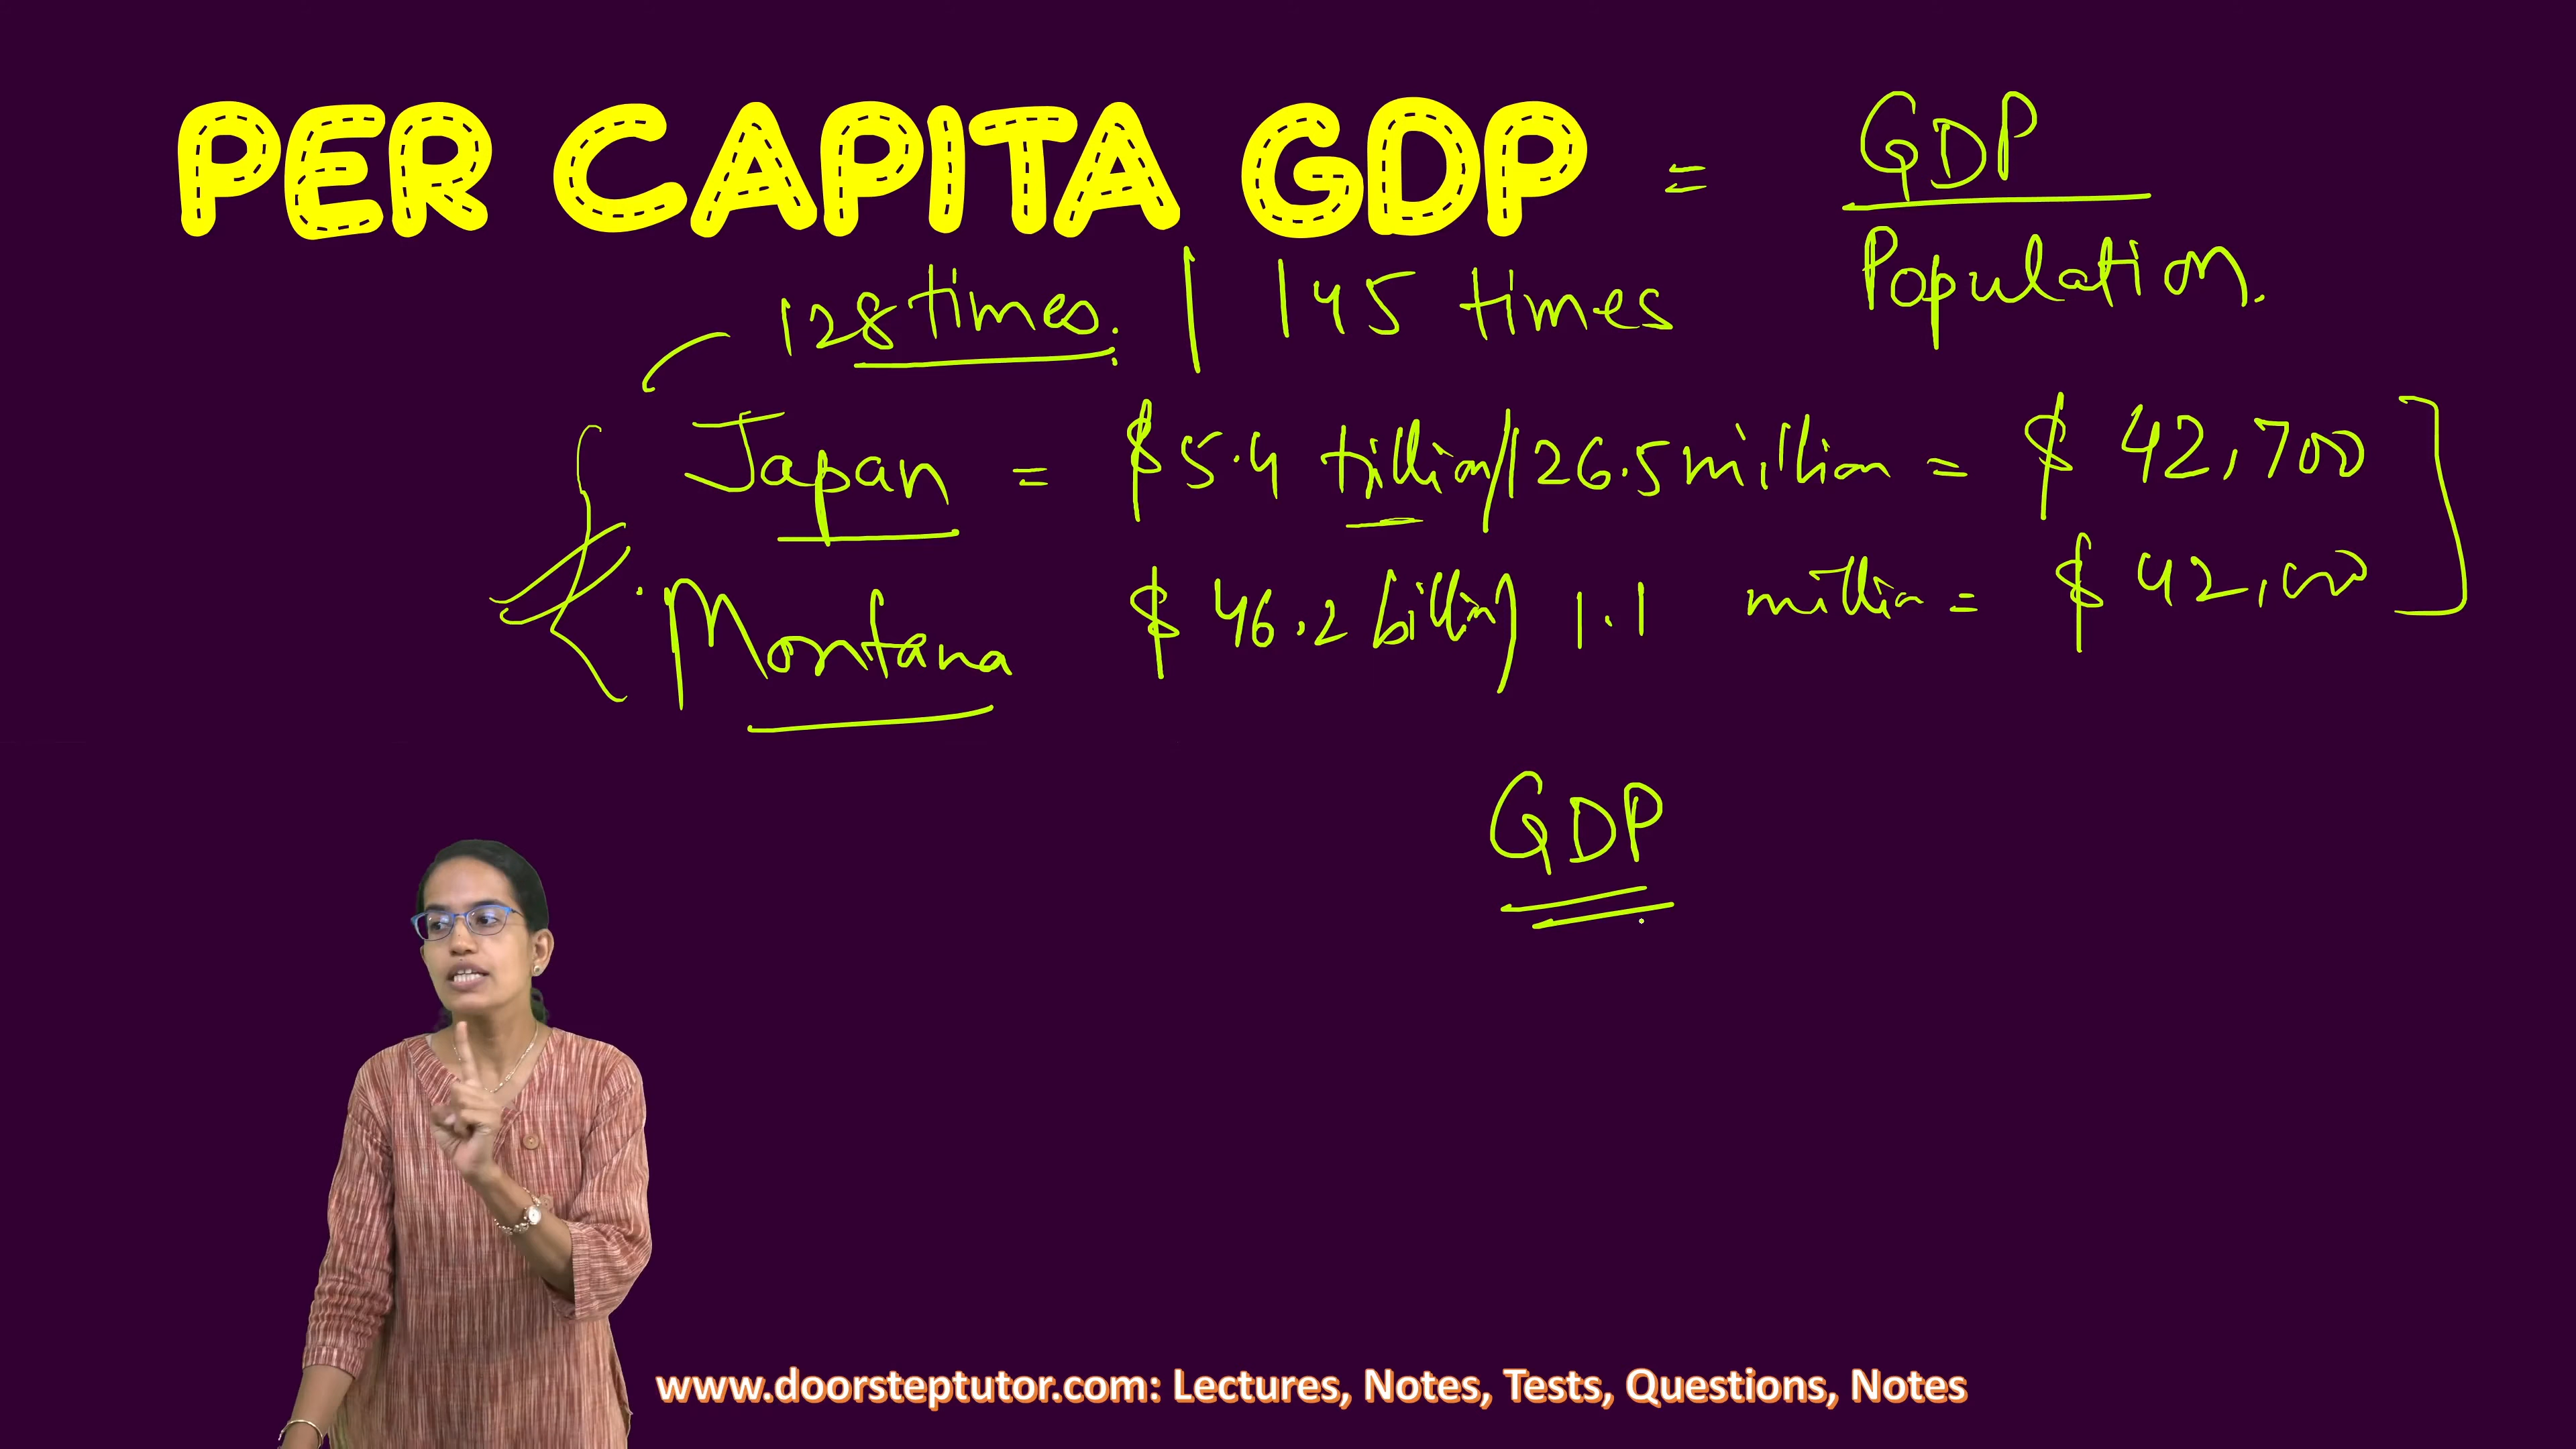 PER CAPITA GDP = GDP / Population.
128 times. | 145 times
Japan = $5.4 trillion/126.5 million = $ 42,700
Montana $ 46.2 billion/ 1.1 million = $ 42,000
GDP
www.doorsteptutor.com: Lectures, Notes, Tests, Questions, Notes